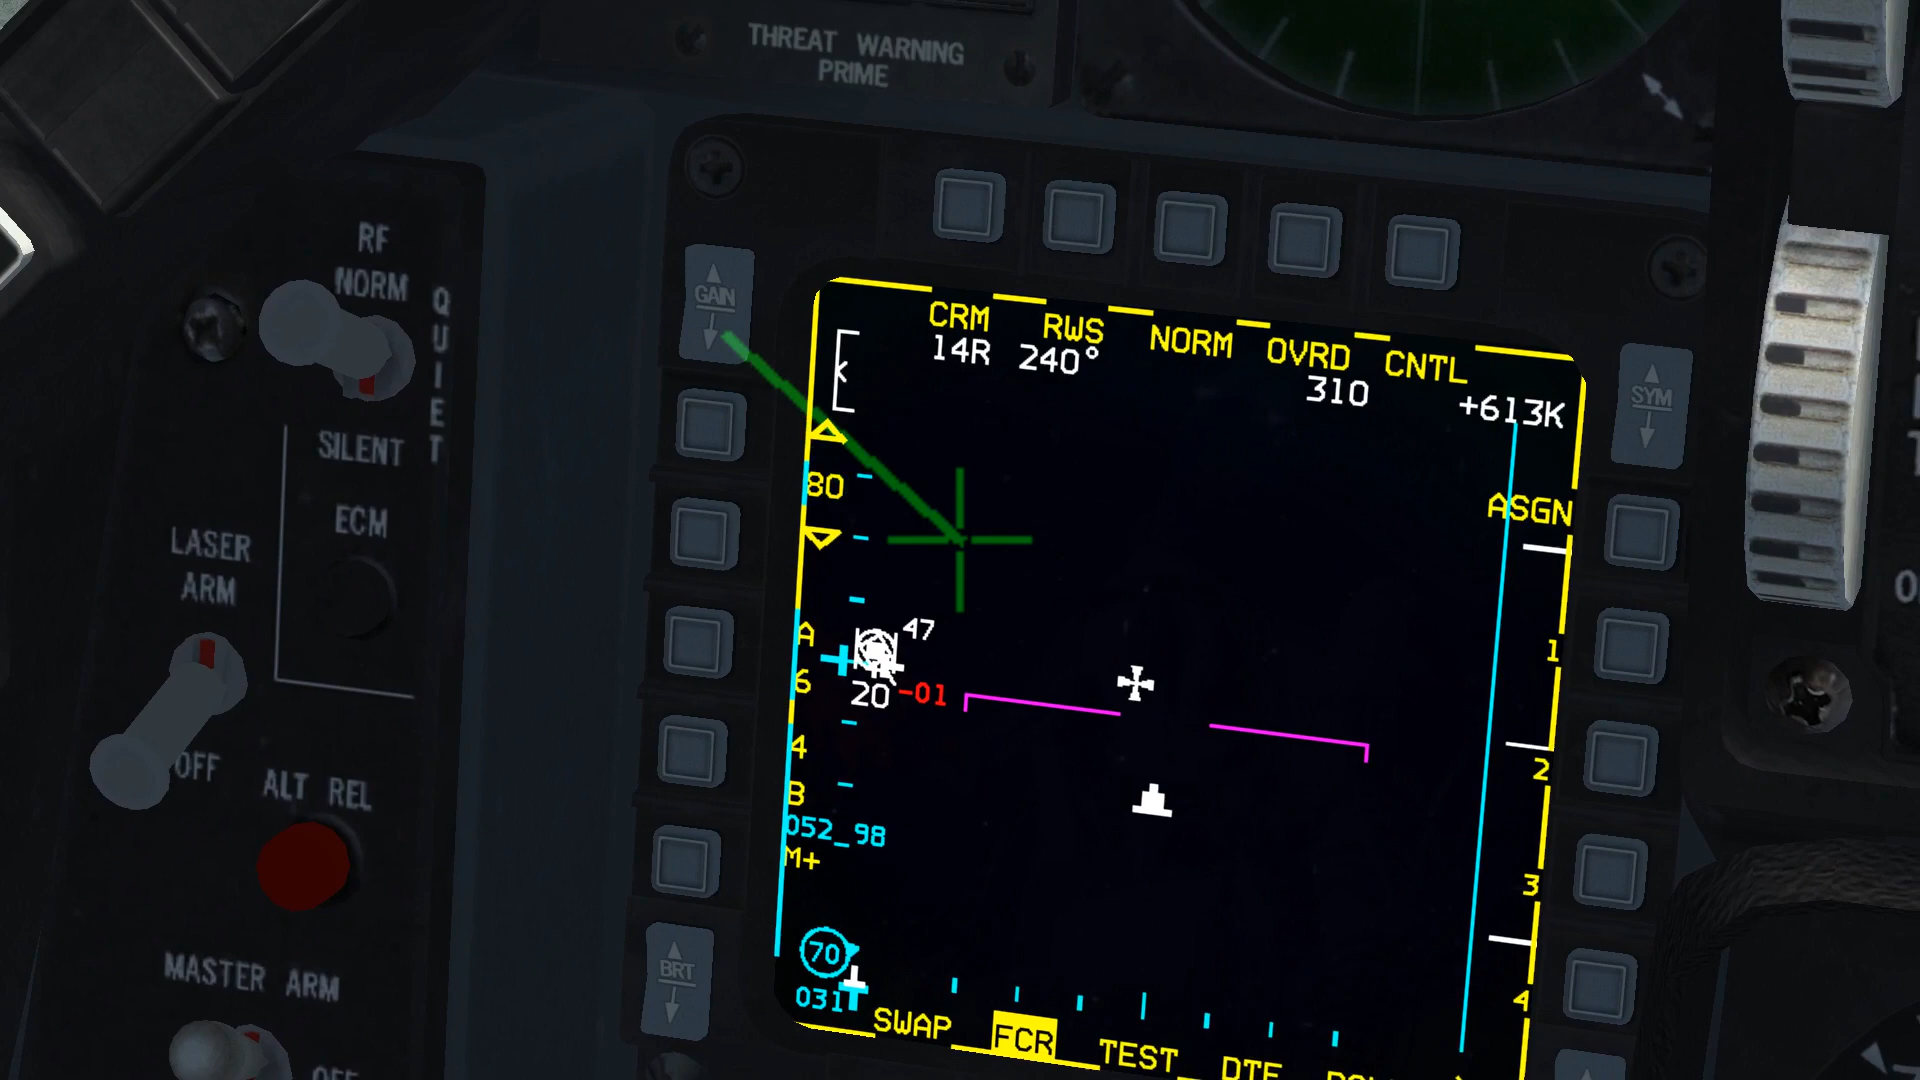 THREAT WARNING
PRIME
RF
NORM
QUIET
SILENT
ECM
LASER
ARM
OFF
ALT REL
MASTER ARM
OFF
GAIN
SYM
BRT
CRM RWS NORM OVRD CNTL
14R 240° 310 +613K
80
ASGN
A
47
6
20 -01
1
4
2
B
052_98
M+
3
70
031
4
SWAP FCR TEST DTE